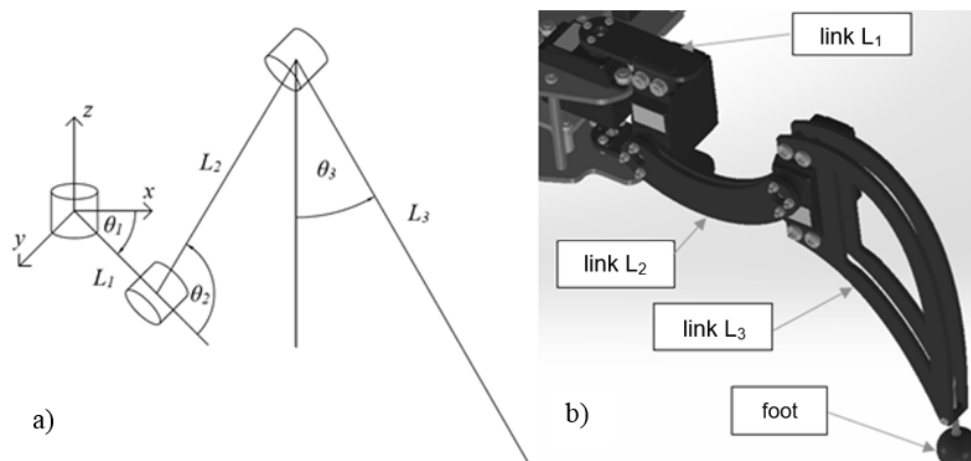 z
x
y
θ1
L1
θ2
L2
θ3
L3
a)
link L1
link L2
link L3
foot
b)